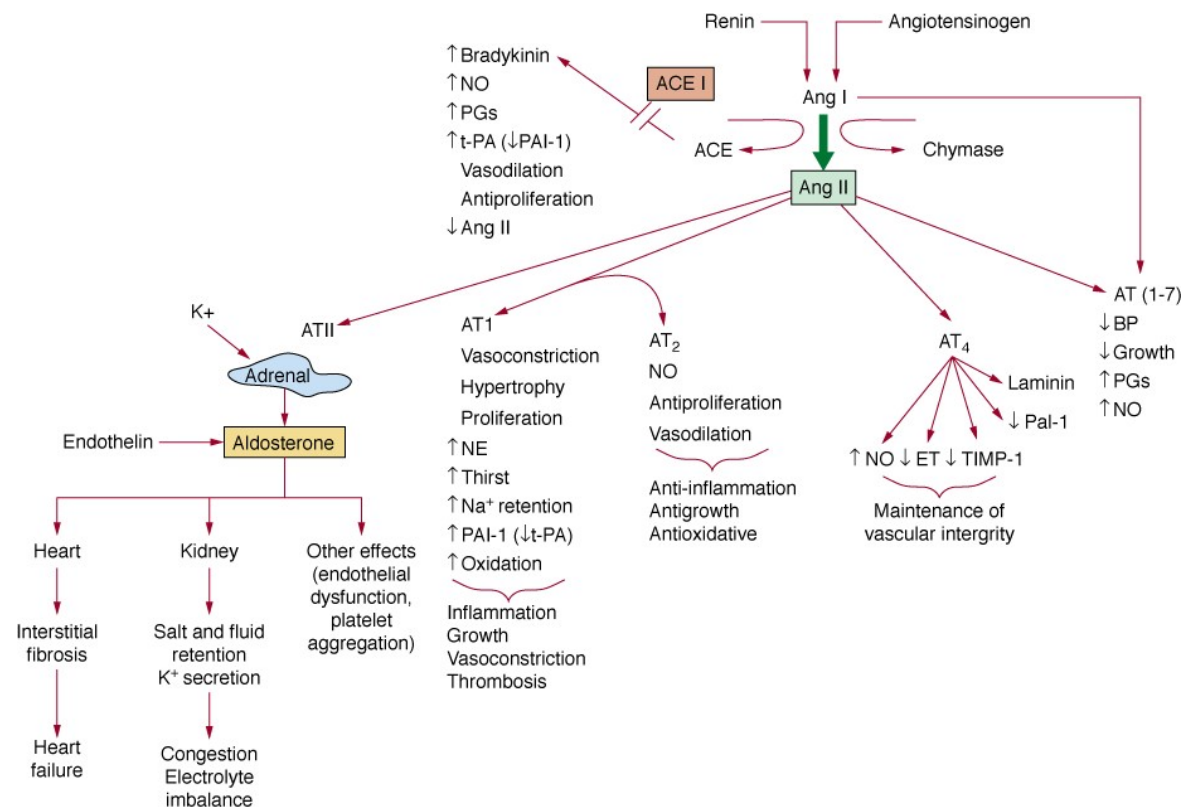 Renin
Angiotensinogen
↑Bradykinin
↑NO
↑PGs
↑t-PA (↓PAI-1)
Vasodilation
Antiproliferation
↓Ang II
ACE I
Ang I
ACE
Chymase
Ang II
K+
ATII
Adrenal
Endothelin
Aldosterone
Heart
Interstitial
fibrosis
Heart
failure
Kidney
Salt and fluid
retention
K⁺ secretion
Congestion
Electrolyte
imbalance
Other effects
(endothelial
dysfunction,
platelet
aggregation)
AT1
Vasoconstriction
Hypertrophy
Proliferation
↑NE
↑Thirst
↑Na⁺ retention
↑PAI-1 (↓t-PA)
↑Oxidation
Inflammation
Growth
Vasoconstriction
Thrombosis
AT₂
NO
Antiproliferation
Vasodilation
Anti-inflammation
Antigrowth
Antioxidative
AT₄
Laminin
↓Pal-1
↑NO ↓ET ↓TIMP-1
Maintenance of
vascular intergrity
AT (1-7)
↓BP
↓Growth
↑PGs
↑NO